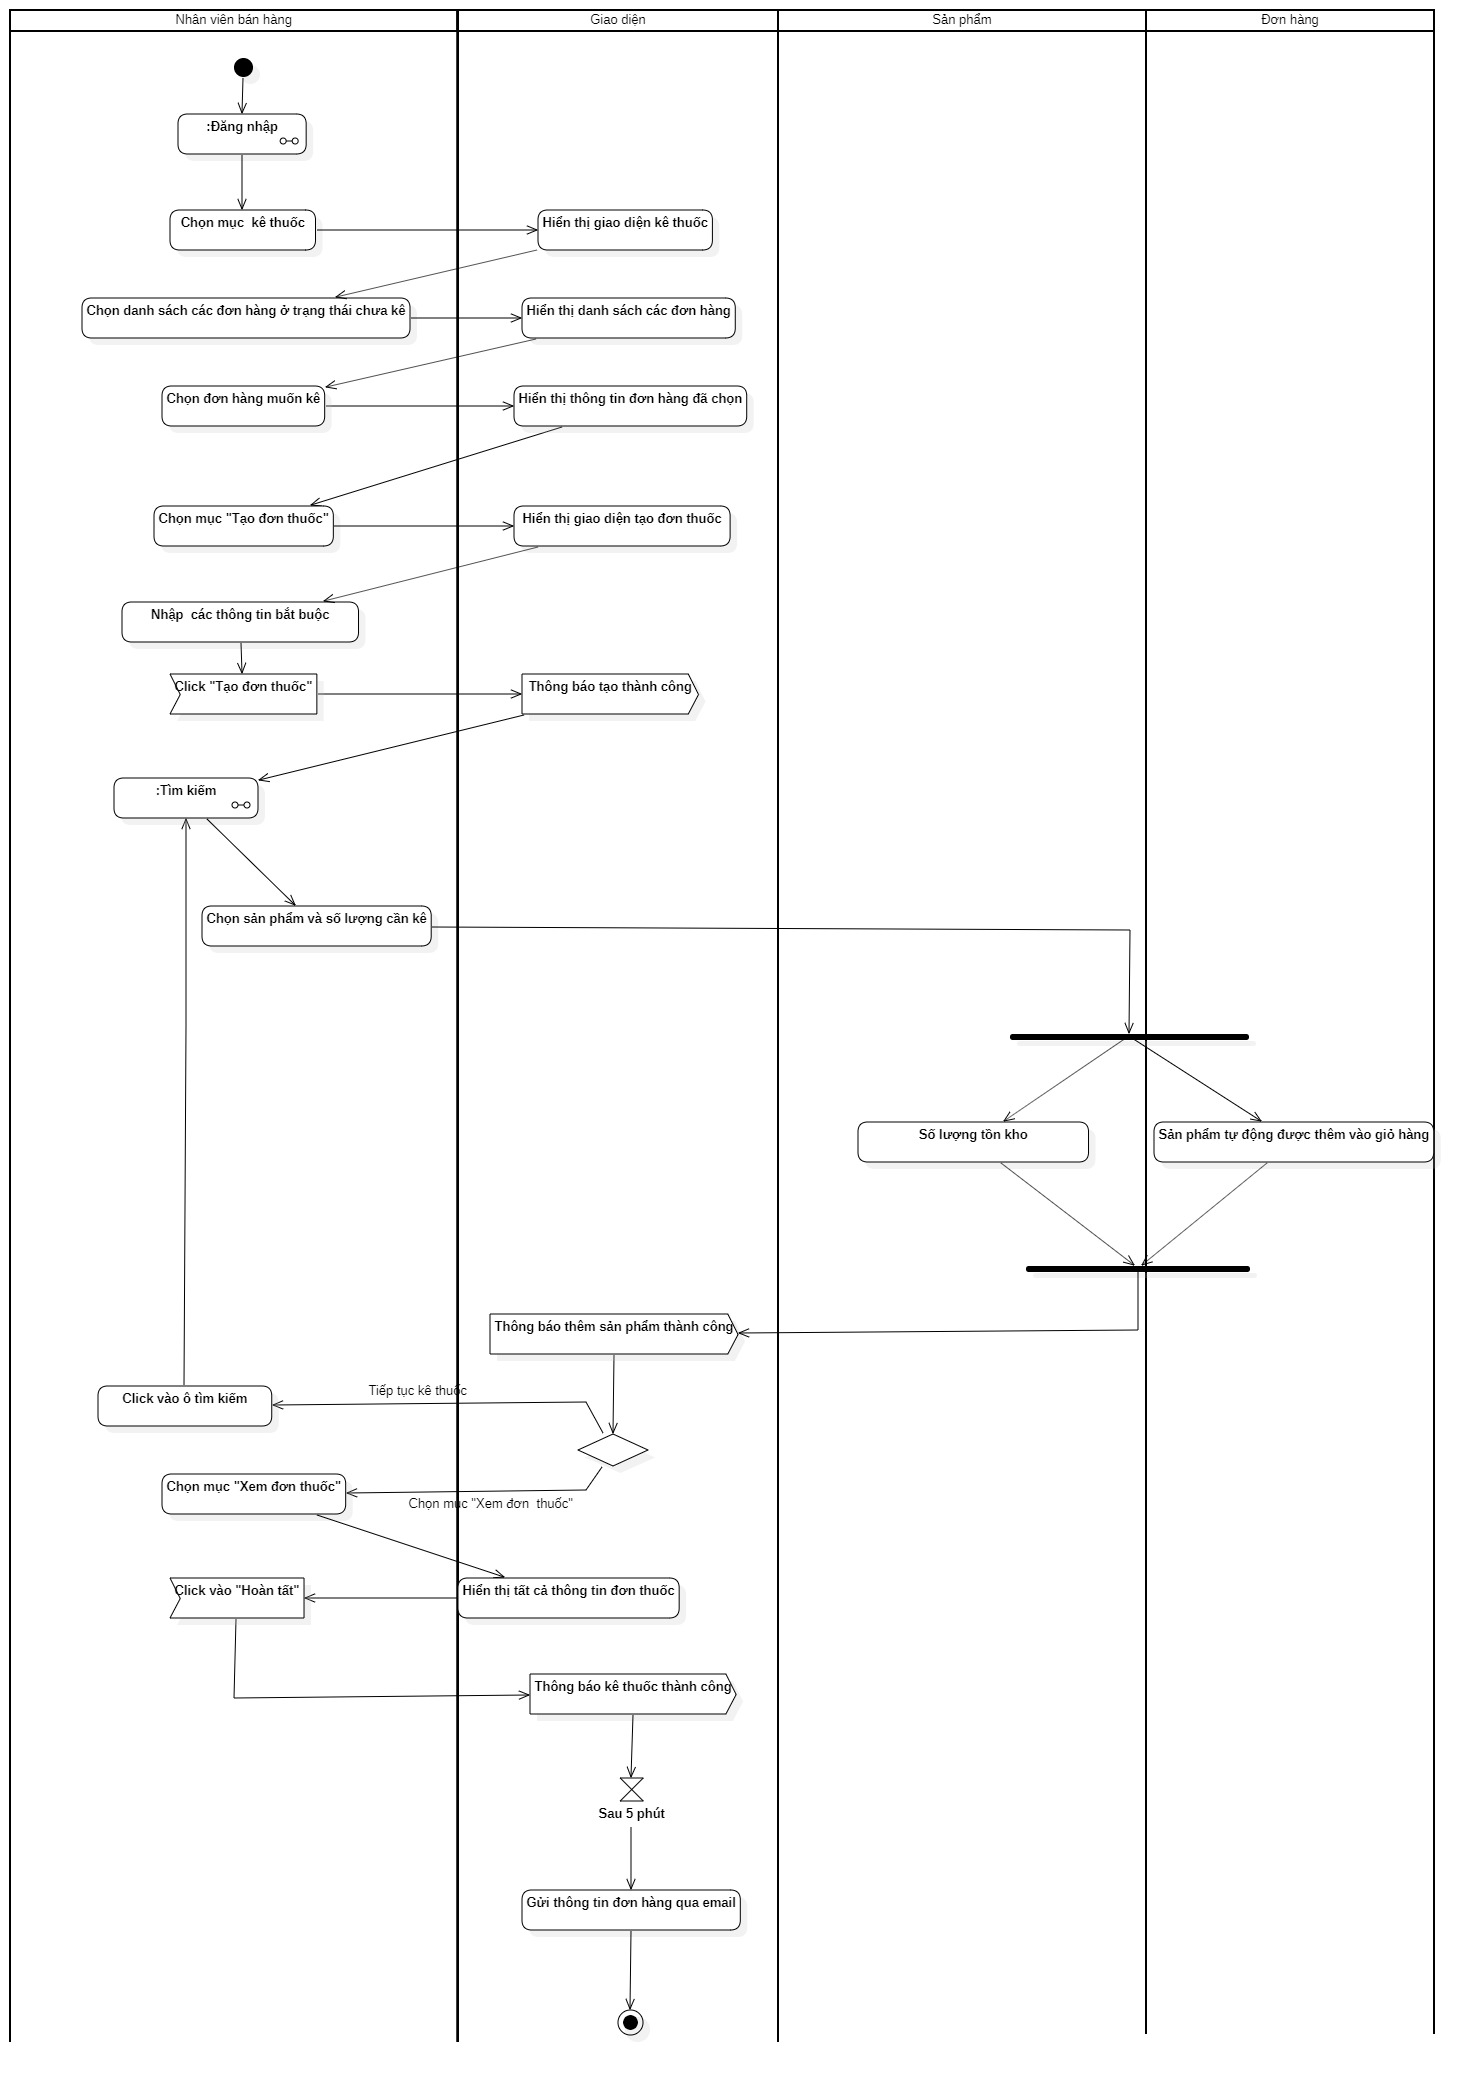 Nhân viên bán hàng
Giao diện
Sản phẩm
Đơn hàng
:Đăng nhập
Chọn mục  kê thuốc
Hiển thị giao diện kê thuốc
Chọn danh sách các đơn hàng ở trạng thái chưa kê
Hiển thị danh sách các đơn hàng
Chọn đơn hàng muốn kê
Hiển thị thông tin đơn hàng đã chọn
Chọn mục "Tạo đơn thuốc"
Hiển thị giao diện tạo đơn thuốc
Nhập  các thông tin bắt buộc
Click "Tạo đơn thuốc"
Thông báo tạo thành công
:Tìm kiếm
Chọn sản phẩm và số lượng cần kê
Số lượng tồn kho
Sản phẩm tự động được thêm vào giỏ hàng
Thông báo thêm sản phẩm thành công
Tiếp tục kê thuốc
Click vào ô tìm kiếm
Chọn mục "Xem đơn thuốc"
Chọn mục "Xem đơn  thuốc"
Click vào "Hoàn tất"
Hiển thị tất cả thông tin đơn thuốc
Thông báo kê thuốc thành công
Sau 5 phút
Gửi thông tin đơn hàng qua email